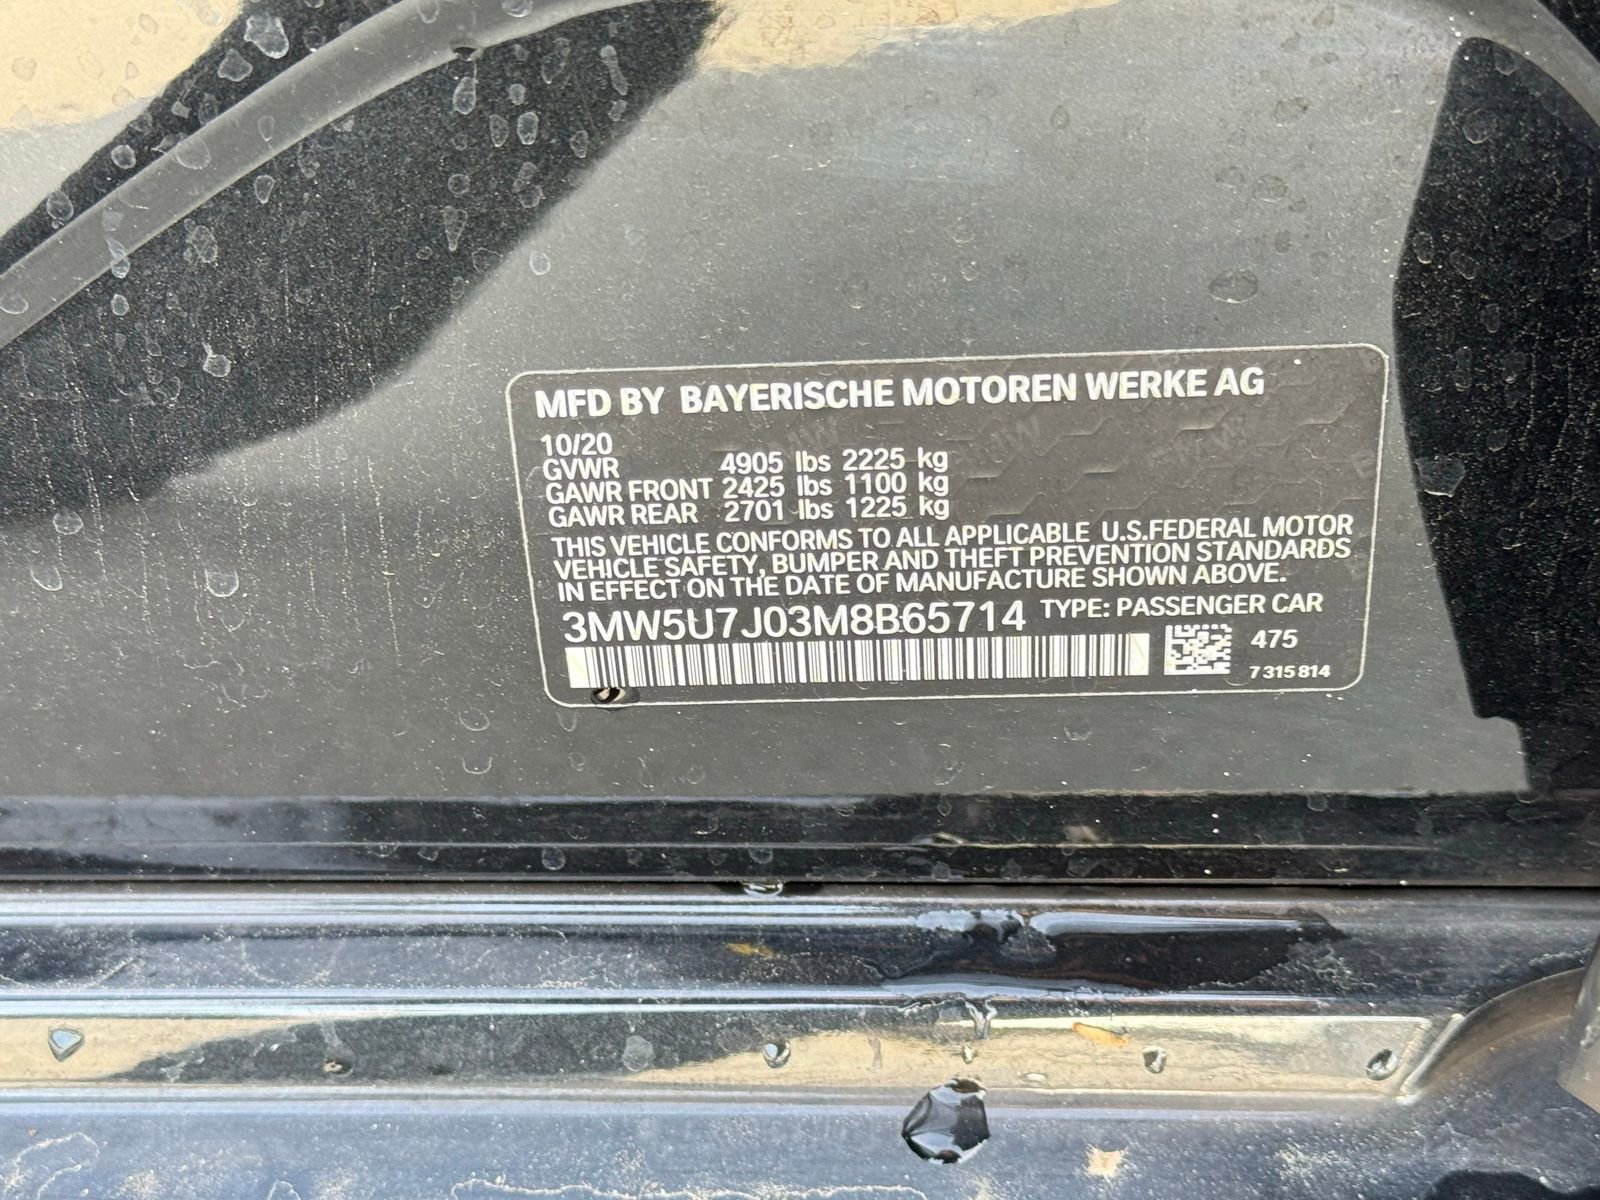 MFD BY BAYERISCHE MOTOREN WERKE AG
10/20
GVWR 4905 lbs 2225 kg
GAWR FRONT 2425 lbs 1100 kg
GAWR REAR 2701 lbs 1225 kg
THIS VEHICLE CONFORMS TO ALL APPLICABLE U.S.FEDERAL MOTOR
VEHICLE SAFETY, BUMPER AND THEFT PREVENTION STANDARDS
IN EFFECT ON THE DATE OF MANUFACTURE SHOWN ABOVE.
3MW5U7J03M8B65714 TYPE: PASSENGER CAR
475
7 315 814